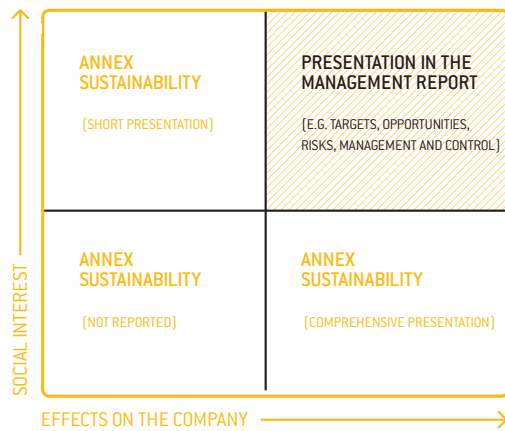 ANNEX
SUSTAINABILITY
(SHORT PRESENTATION)
PRESENTATION IN THE
MANAGEMENT REPORT
(E.G. TARGETS, OPPORTUNITIES,
RISKS, MANAGEMENT AND CONTROL)
ANNEX
SUSTAINABILITY
(NOT REPORTED)
ANNEX
SUSTAINABILITY
(COMPREHENSIVE PRESENTATION)
SOCIAL INTEREST
EFFECTS ON THE COMPANY